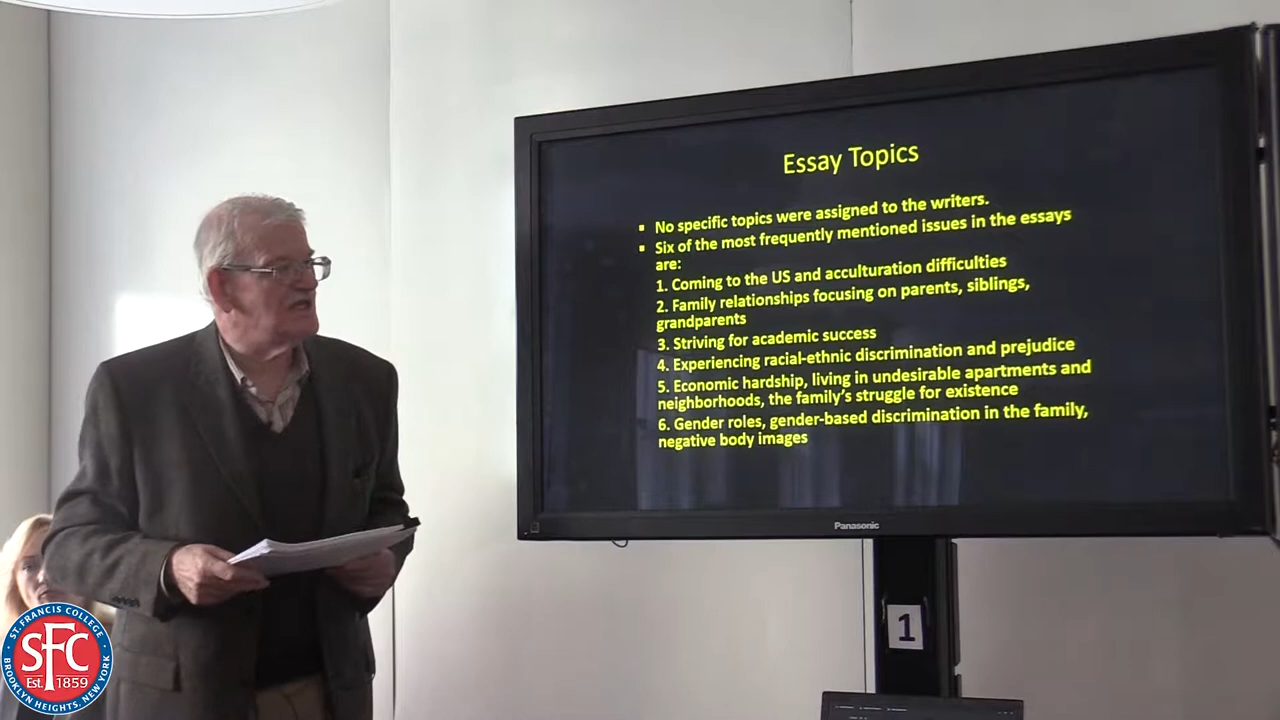 Essay Topics
▪ No specific topics were assigned to the writers.
▪ Six of the most frequently mentioned issues in the essays
are:
1. Coming to the US and acculturation difficulties
2. Family relationships focusing on parents, siblings,
grandparents
3. Striving for academic success
4. Experiencing racial-ethnic discrimination and prejudice
5. Economic hardship, living in undesirable apartments and
neighborhoods, the family's struggle for existence
6. Gender roles, gender-based discrimination in the family,
negative body images
Panasonic
1
ST. FRANCIS COLLEGE
SFC
Est. 1859
BROOKLYN HEIGHTS, NEW YORK